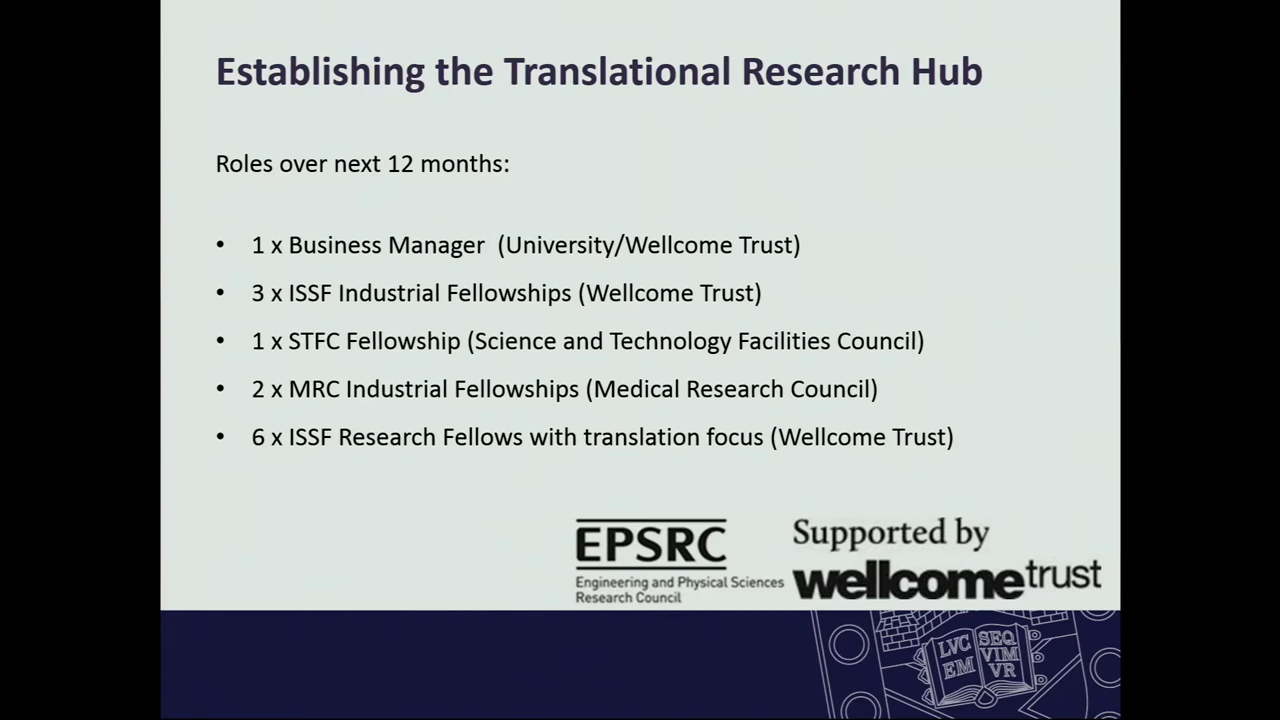 Establishing the Translational Research Hub
Roles over next 12 months:
• 1 x Business Manager (University/Wellcome Trust)
• 3 x ISSF Industrial Fellowships (Wellcome Trust)
• 1 x STFC Fellowship (Science and Technology Facilities Council)
• 2 x MRC Industrial Fellowships (Medical Research Council)
• 6 x ISSF Research Fellows with translation focus (Wellcome Trust)
EPSRC
Engineering and Physical Sciences
Research Council
Supported by
wellcometrust
LVC
EM
SEQ
VIM
VR